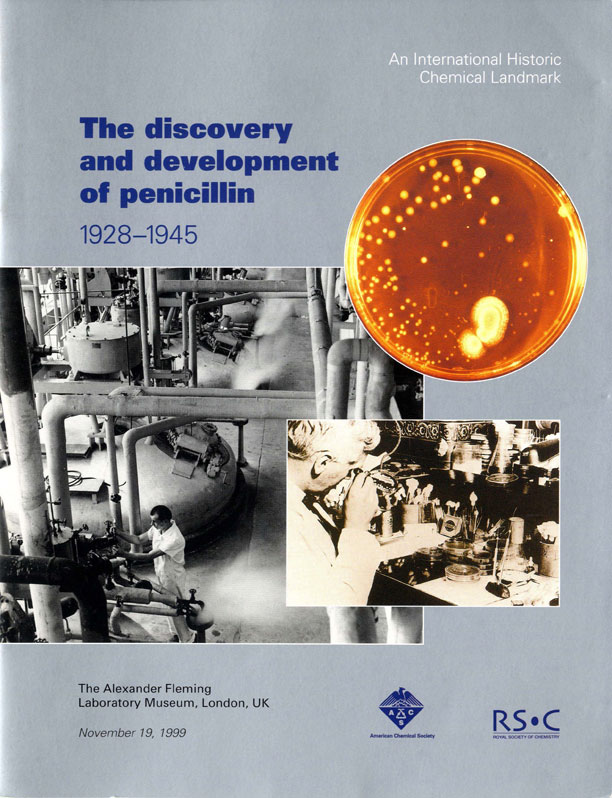 An International Historic
Chemical Landmark
The discovery
and development
of penicillin
1928–1945
The Alexander Fleming
Laboratory Museum, London, UK
November 19, 1999
A C S
American Chemical Society
RS•C
ROYAL SOCIETY OF CHEMISTRY